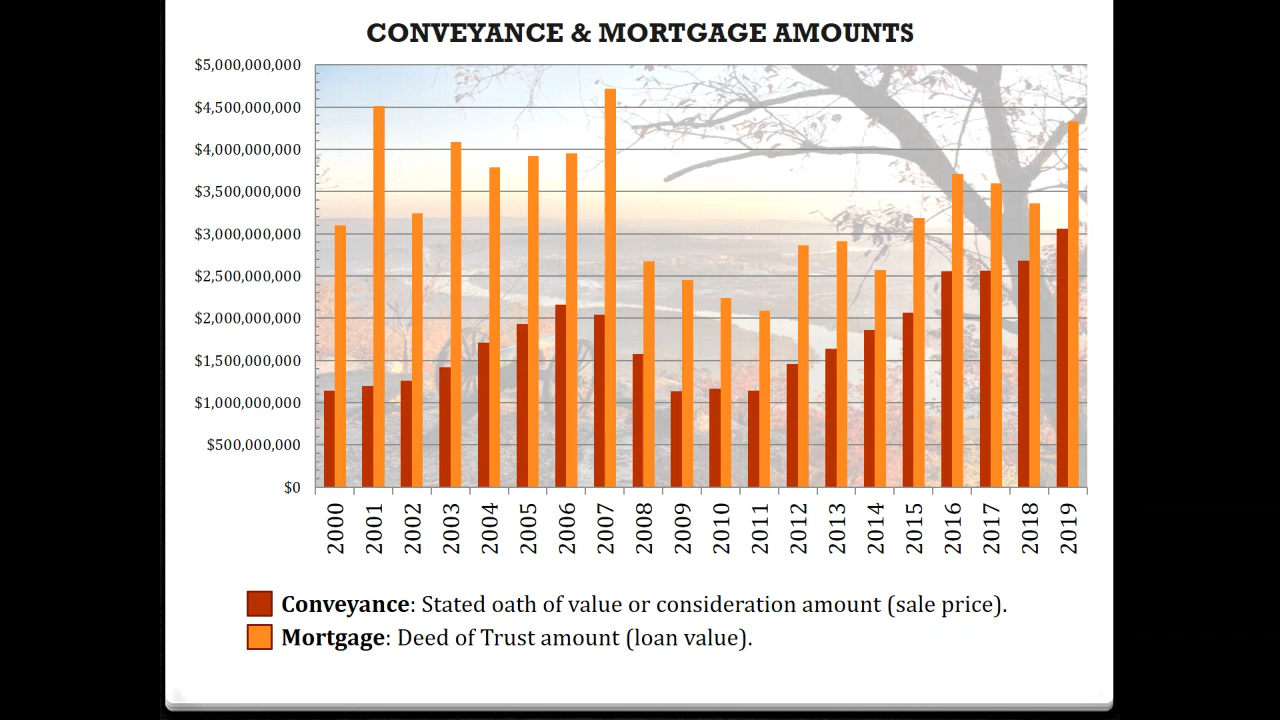 CONVEYANCE & MORTGAGE AMOUNTS
$5,000,000,000
$4,500,000,000
$4,000,000,000
$3,500,000,000
$3,000,000,000
$2,500,000,000
$2,000,000,000
$1,500,000,000
$1,000,000,000
$500,000,000
$0
2000 2001 2002 2003 2004 2005 2006 2007 2008 2009 2010 2011 2012 2013 2014 2015 2016 2017 2018 2019
Conveyance: Stated oath of value or consideration amount (sale price).
Mortgage: Deed of Trust amount (loan value).